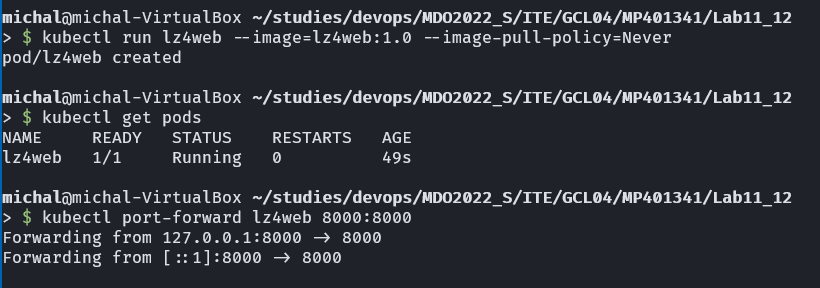 michal@michal-VirtualBox ~/studies/devops/MDO2022_S/ITE/GCL04/MP401341/Lab11_12
> $ kubectl run lz4web --image=lz4web:1.0 --image-pull-policy=Never
pod/lz4web created
michal@michal-VirtualBox ~/studies/devops/MDO2022_S/ITE/GCL04/MP401341/Lab11_12
> $ kubectl get pods
NAME READY STATUS RESTARTS AGE
lz4web 1/1 Running 0 49s
michal@michal-VirtualBox ~/studies/devops/MDO2022_S/ITE/GCL04/MP401341/Lab11_12
> $ kubectl port-forward lz4web 8000:8000
Forwarding from 127.0.0.1:8000 -> 8000
Forwarding from [::1]:8000 -> 8000